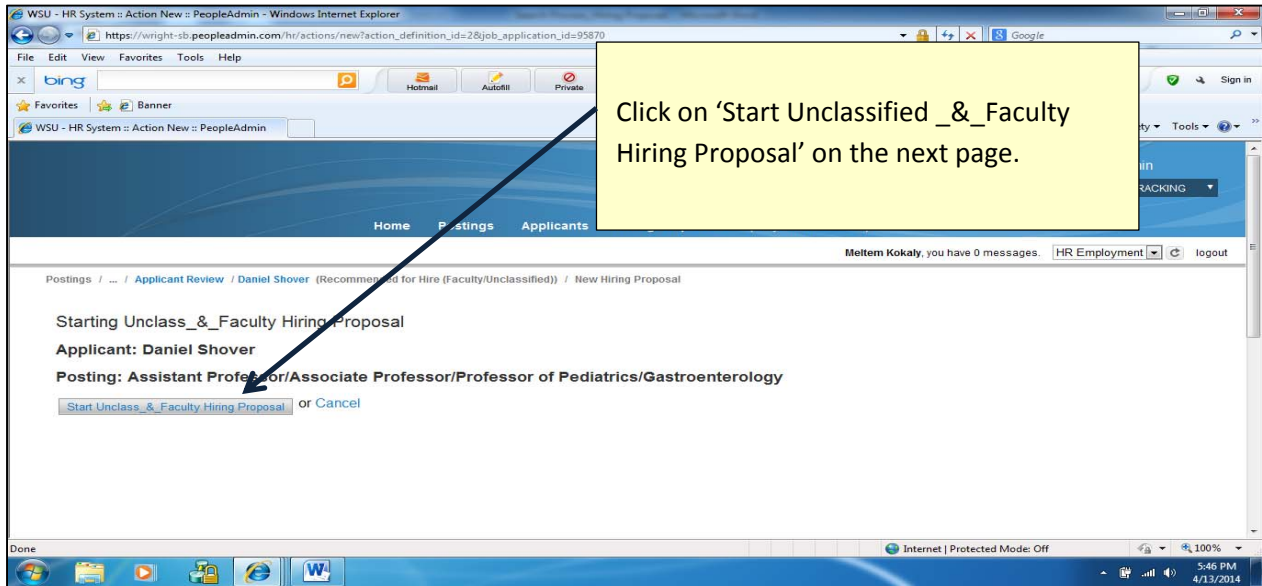 WSU - HR System :: Action New :: PeopleAdmin - Windows Internet Explorer
https://wright-sb.peopleadmin.com/hr/actions/new?action_definition_id=2&job_application_id=95870
Google
File Edit View Favorites Tools Help
x bing
Hotmail Autofill Private
Sign in
Favorites Banner
WSU - HR System :: Action New :: PeopleAdmin
Tools
Click on ‘Start Unclassified _&_Faculty
Hiring Proposal’ on the next page.
Home Postings Applicants
Meltem Kokaly, you have 0 messages. HR Employment logout
Postings / ... / Applicant Review / Daniel Shover (Recommended for Hire (Faculty/Unclassified)) / New Hiring Proposal
Starting Unclass_&_Faculty Hiring Proposal
Applicant: Daniel Shover
Posting: Assistant Professor/Associate Professor/Professor of Pediatrics/Gastroenterology
Start Unclass_&_Faculty Hiring Proposal or Cancel
Done
Internet | Protected Mode: Off
100%
5:46 PM
4/13/2014